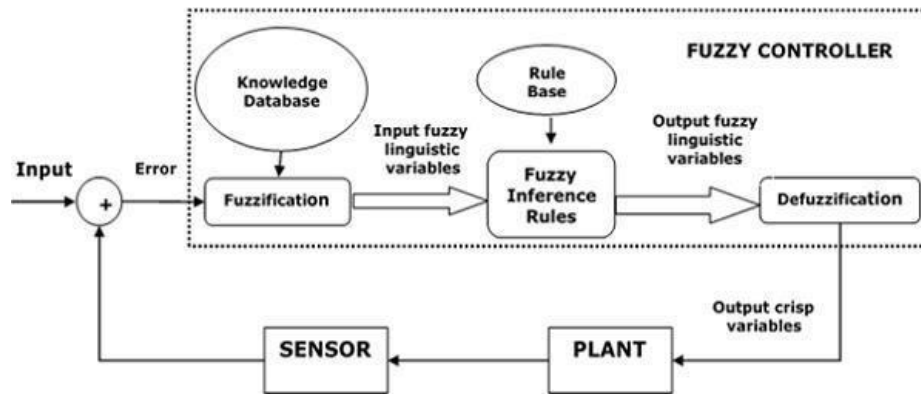 FUZZY CONTROLLER
Knowledge
Database
Rule
Base
Input fuzzy
linguistic
variables
Output fuzzy
linguistic
variables
Input
Error
+
Fuzzification
Fuzzy
Inference
Rules
Defuzzification
Output crisp
variables
SENSOR
PLANT